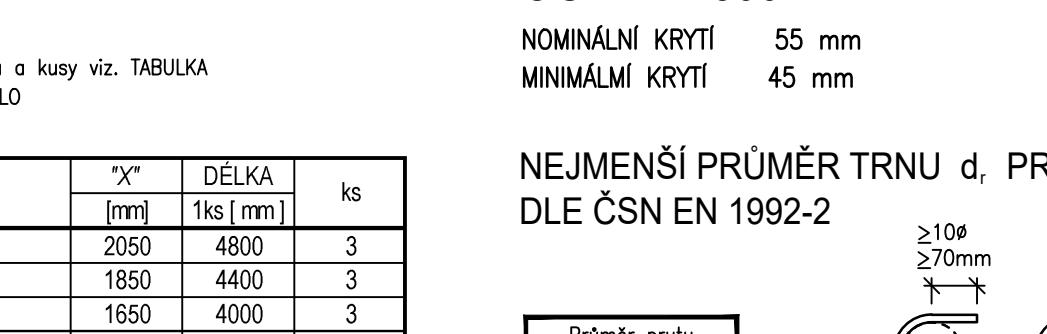 NOMINÁLNÍ KRYTÍ 55 mm
MINIMÁLMÍ KRYTÍ 45 mm
a kusy viz. TABULKA
LO
"X" DÉLKA ks
[mm] 1ks [ mm ]
2050 4800 3
1850 4400 3
1650 4000 3
NEJMENŠÍ PRŮMĚR TRNU dr PR
DLE ČSN EN 1992-2
≥10ø
≥70mm
Průměr prutu